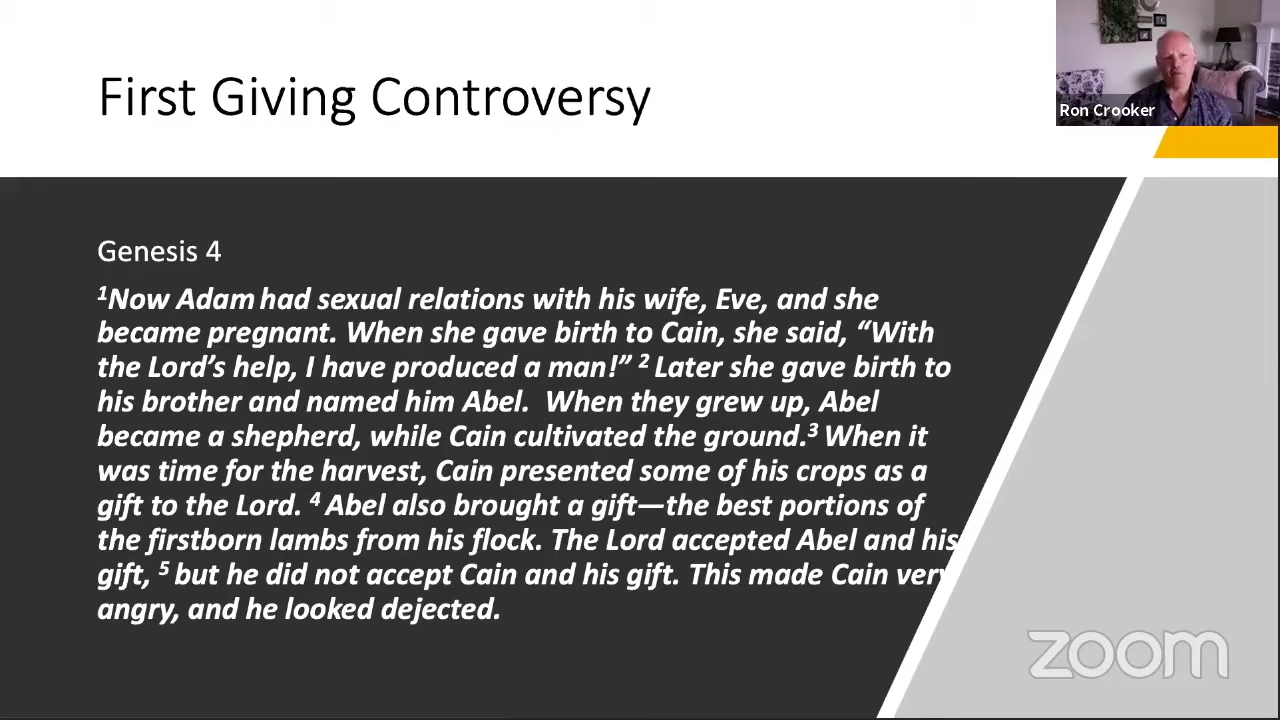 First Giving Controversy
Ron Crooker
Genesis 4
¹Now Adam had sexual relations with his wife, Eve, and she
became pregnant. When she gave birth to Cain, she said, “With
the Lord’s help, I have produced a man!” ² Later she gave birth to
his brother and named him Abel.  When they grew up, Abel
became a shepherd, while Cain cultivated the ground.³ When it
was time for the harvest, Cain presented some of his crops as a
gift to the Lord. ⁴ Abel also brought a gift—the best portions of
the firstborn lambs from his flock. The Lord accepted Abel and his
gift, ⁵ but he did not accept Cain and his gift. This made Cain very
angry, and he looked dejected.
zoom